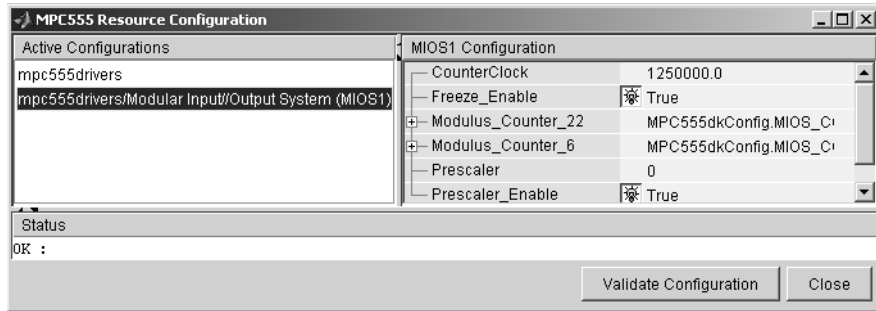 MPC555 Resource Configuration
Active Configurations
mpc555drivers
mpc555drivers/Modular Input//Output System (MIOS1)
MIOS1 Configuration
CounterClock 1250000.0
Freeze_Enable True
Modulus_Counter_22 MPC555dkConfig.MIOS_C
Modulus_Counter_6 MPC555dkConfig.MIOS_C
Prescaler 0
Prescaler_Enable True
Status
OK :
Validate Configuration Close